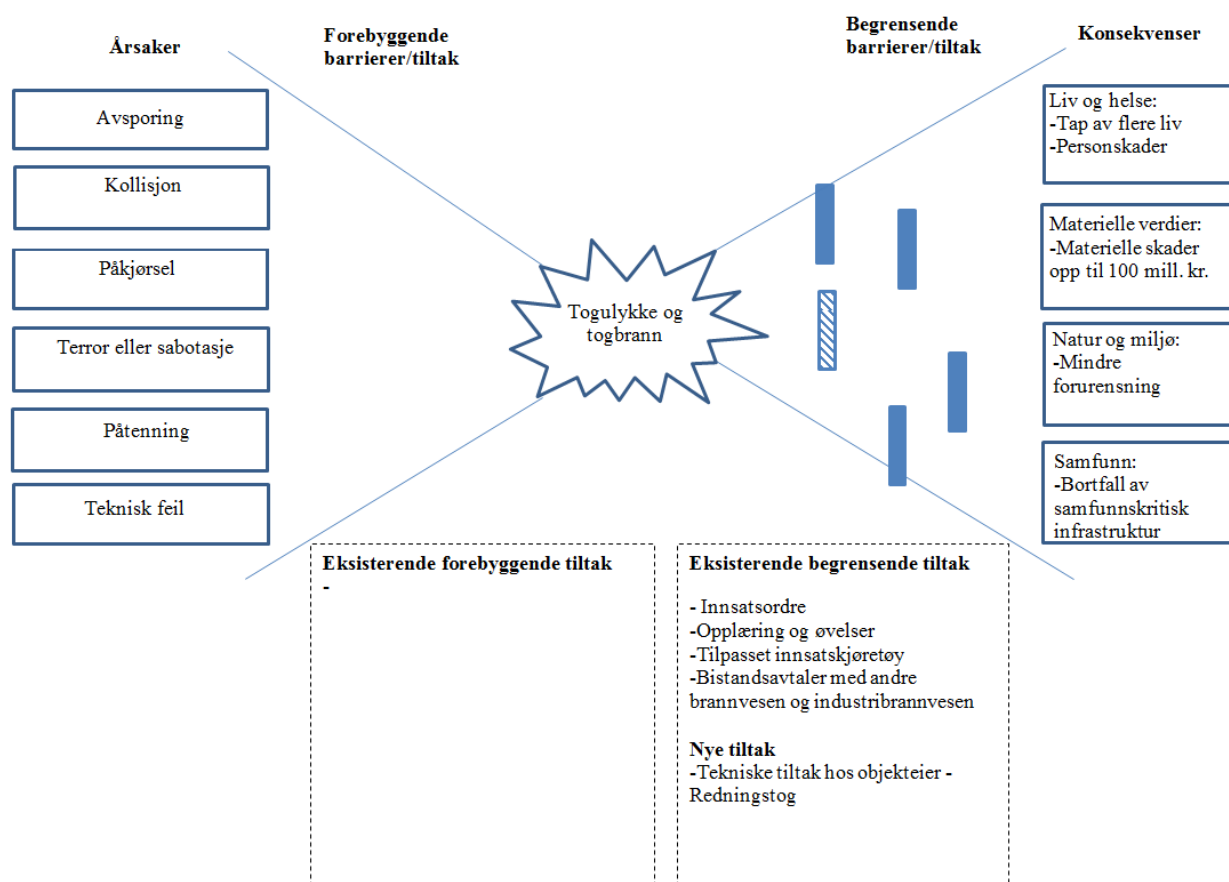 Årsaker
Forebyggende
barrierer/tiltak
Begrensende
barrierer/tiltak
Konsekvenser
Avsporing
Kollisjon
Påkjørsel
Terror eller sabotasje
Påtenning
Teknisk feil
Togulykke og
togbrann
Liv og helse:
-Tap av flere liv
-Personskader
Materielle verdier:
-Materielle skader
opp til 100 mill. kr.
Natur og miljø:
-Mindre
forurensning
Samfunn:
-Bortfall av
samfunnskritisk
infrastruktur
Eksisterende forebyggende tiltak
-
Eksisterende begrensende tiltak
- Innsatsordre
-Opplæring og øvelser
-Tilpasset innsatskjøretøy
-Bistandsavtaler med andre
brannvesen og industribrannvesen
Nye tiltak
-Tekniske tiltak hos objekteier -
Redningstog